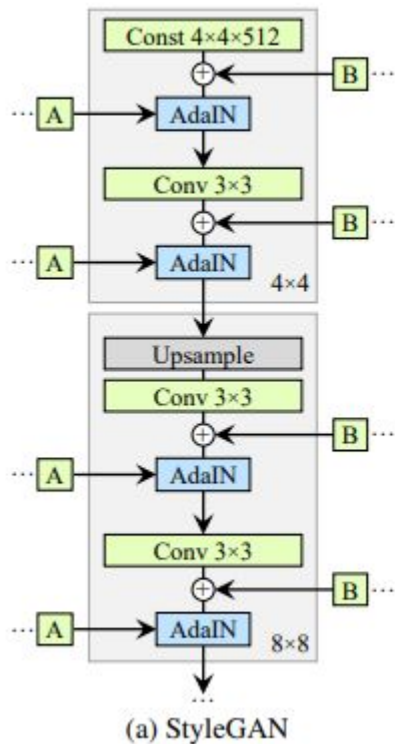 Const 4×4×512
B ...
... A
AdaIN
Conv 3×3
B ...
... A
AdaIN
4×4
Upsample
Conv 3×3
B ...
... A
AdaIN
Conv 3×3
B ...
... A
AdaIN
8×8
...
(a) StyleGAN